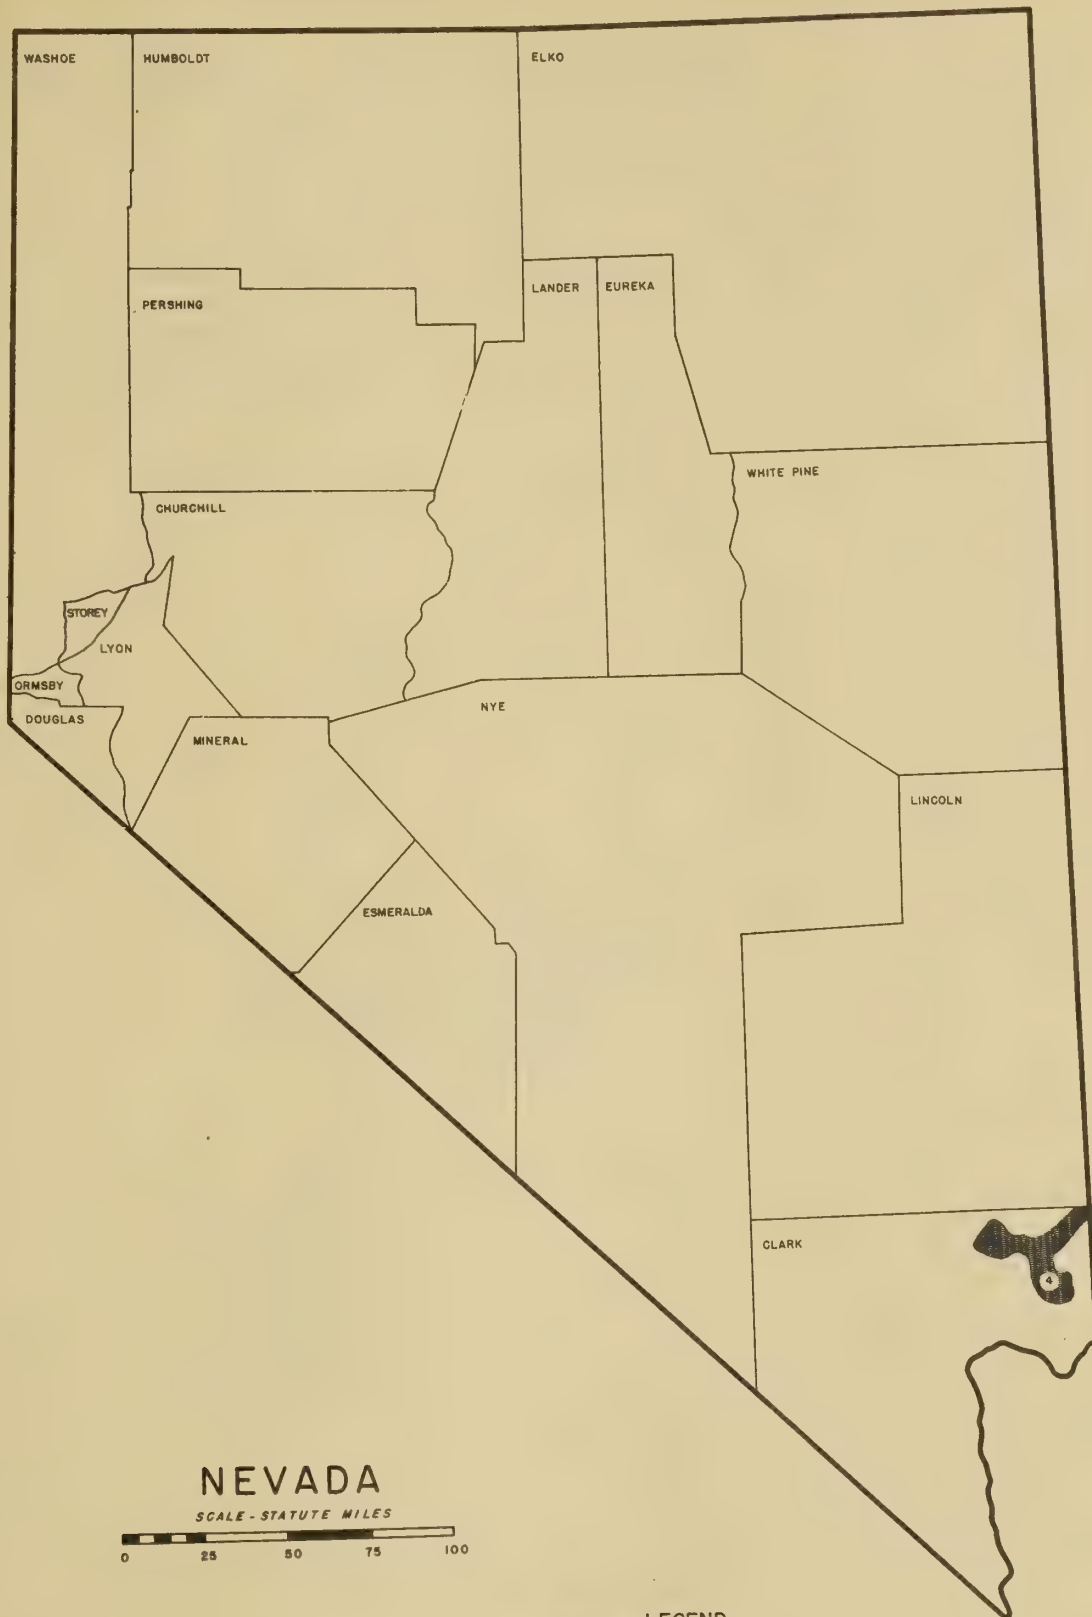 WASHOE
HUMBOLDT
ELKO
LANDER
EUREKA
PERSHING
WHITE PINE
CHURCHILL
STOREY
LYON
ORMSBY
DOUGLAS
NYE
MINERAL
LINCOLN
ESMERALDA
CLARK
4
NEVADA
SCALE - STATUTE MILES
0 25 50 75 100
LEGEND